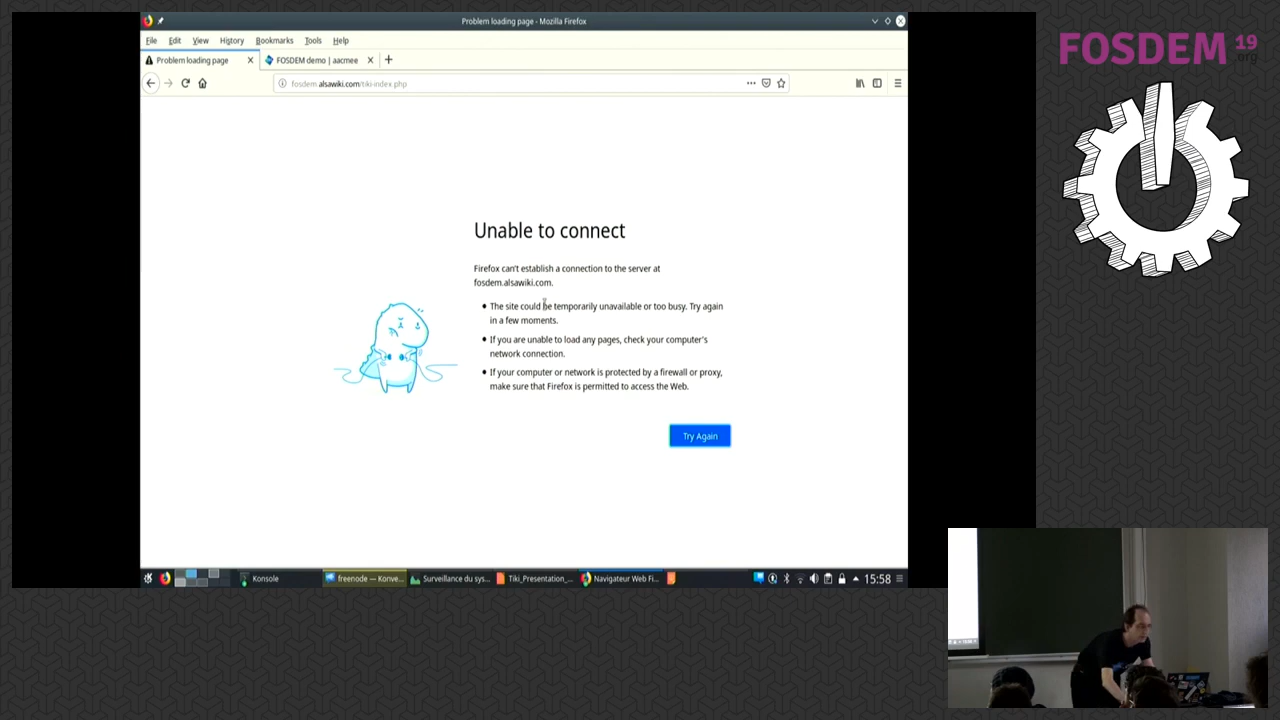 Problem loading page - Mozilla Firefox
File Edit View History Bookmarks Tools Help
Problem loading page
FOSDEM demo | aacmee
fosdem.alsawiki.com/tiki-index.php
Unable to connect
Firefox can't establish a connection to the server at
fosdem.alsawiki.com.
The site could be temporarily unavailable or too busy. Try again
in a few moments.
If you are unable to load any pages, check your computer's
network connection.
If your computer or network is protected by a firewall or proxy,
make sure that Firefox is permitted to access the Web.
Try Again
Konsole
freenode — Konve...
Surveillance du sys...
Tiki_Presentation_...
Navigateur Web Fi...
15:58
FOSDEM 19
.org